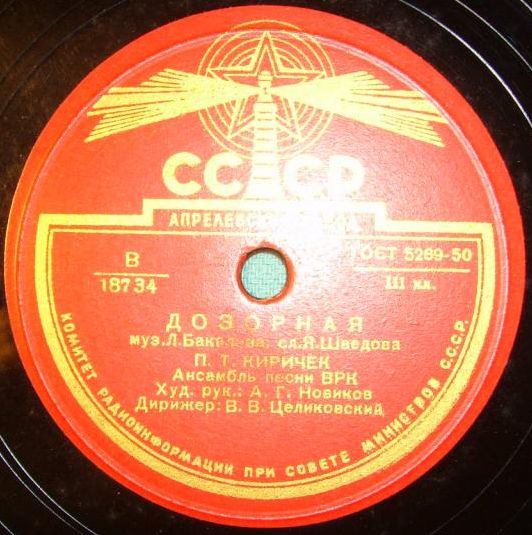 СССР
АПРЕЛЕВСКИЙ
В
18734
ГОСТ 5289-50
III кл.
ДОЗОРНАЯ
муз.Л.Бакалова, сл.Я.Шведова
П. Т. КИРИЧЕК
Ансамбль песни ВРК
Худ. рук.: А. Г. Новиков
Дирижер: В. В. Целиковский
КОМИТЕТ РАДИОИНФОРМАЦИИ ПРИ СОВЕТЕ МИНИСТРОВ СССР.